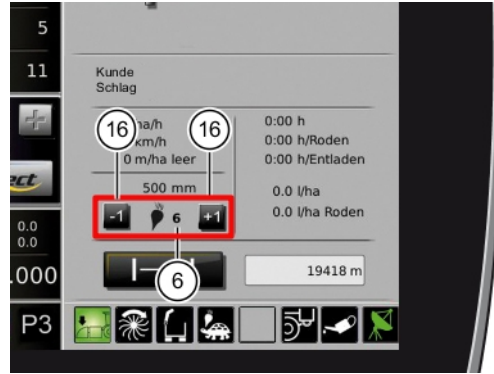 5
11
Kunde
Schlag
16
16
ha/h
km/h
0 m/ha leer
500 mm
0:00 h
0:00 h/Roden
0:00 h/Entladen
0.0 l/ha
0.0 l/ha Roden
-1
6
+1
ect
0.0
0.0
.000
6
19418 m
P3